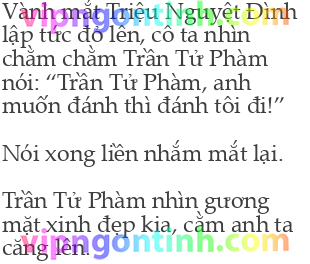 Vành mắt Triệu Nguyệt Đình
lập tức đỏ lên, cô ta nhìn
chằm chằm Trần Tử Phàm
nói: “Trần Tử Phàm, anh
muốn đánh thì đánh tôi đi!”
Nói xong liền nhắm mắt lại.
Trần Tử Phàm nhìn gương
mặt xinh đẹp kia, cằm anh ta
căng lên.
vipngontinh.com
vipngontinh.com